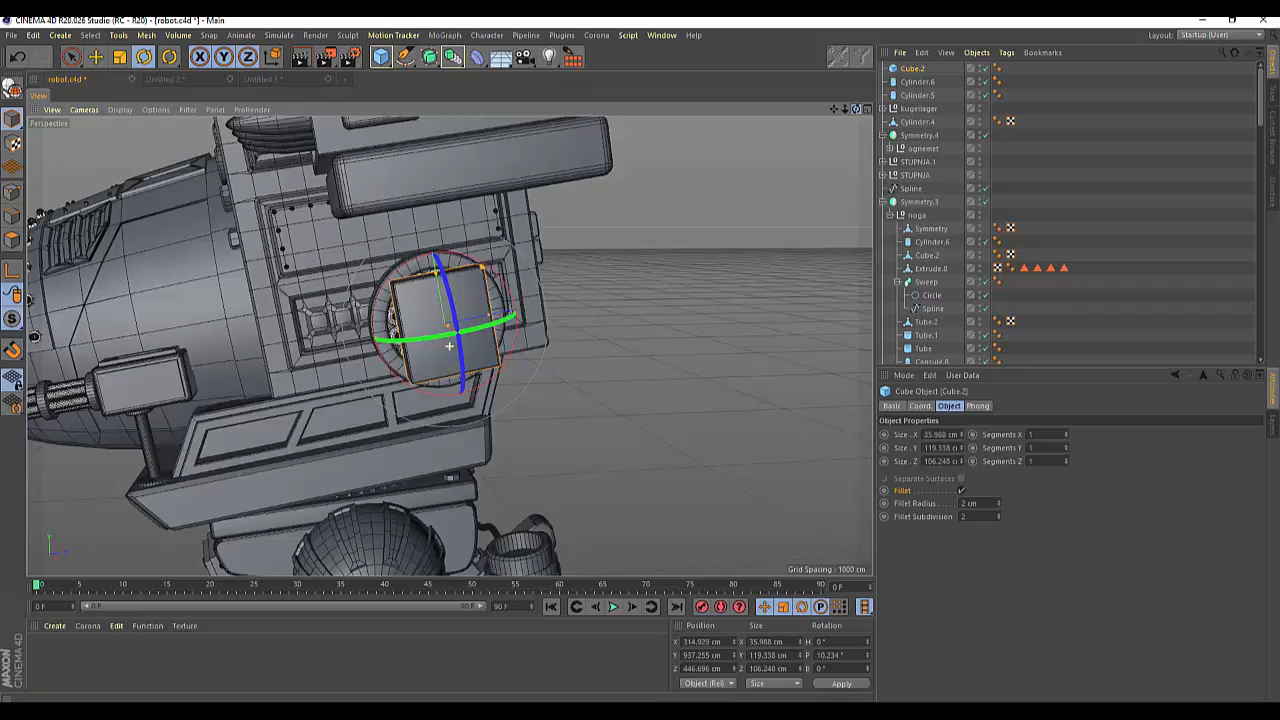 CINEMA 4D R20.026 Studio (RC - R20) - [robot.c4d *] - Main
File Edit Create Select Tools Mesh Volume Snap Animate Simulate Render Sculpt Motion Tracker MoGraph Character Pipeline Plugins Corona Script Window Help
Layout: Startup (User)
File Edit View Objects Tags Bookmarks
robot.c4d * Untitled 2 * Untitled 3 *
View
View Cameras Display Options Filter Panel ProRender
Perspective
Cube.2
Cylinder.6
Cylinder.5
kugellager
Cylinder.4
Symmetry.4
ognemet
STUPNJA.1
STUPNJA
Spline
Symmetry.3
noga
Symmetry
Cylinder.6
Cube.2
Extrude.8
Sweep
Circle
Spline
Tube.2
Tube.1
Tube
Capsule.8
Mode Edit User Data
Cube Object [Cube.2]
Basic Coord. Object Phong
Object Properties
Size . X 35.988 cm Segments X 1
Size . Y 119.338 c Segments Y 1
Size . Z 106.248 c Segments Z 1
Separate Surfaces
Fillet
Fillet Radius 2 cm
Fillet Subdivision 2
Y
Grid Spacing : 1000 cm
0 5 10 15 20 25 30 35 40 45 50 55 60 65 70 75 80 85 90 0 F
0 F 0 F 90 F 90 F
Create Corona Edit Function Texture
Position Size Rotation
X 314.929 cm X 35.988 cm H 0 °
Y 937.255 cm Y 119.338 cm P 10.234 °
Z 446.696 cm Z 106.248 cm B 0 °
Object (Rel) Size Apply
MAXON
CINEMA 4D